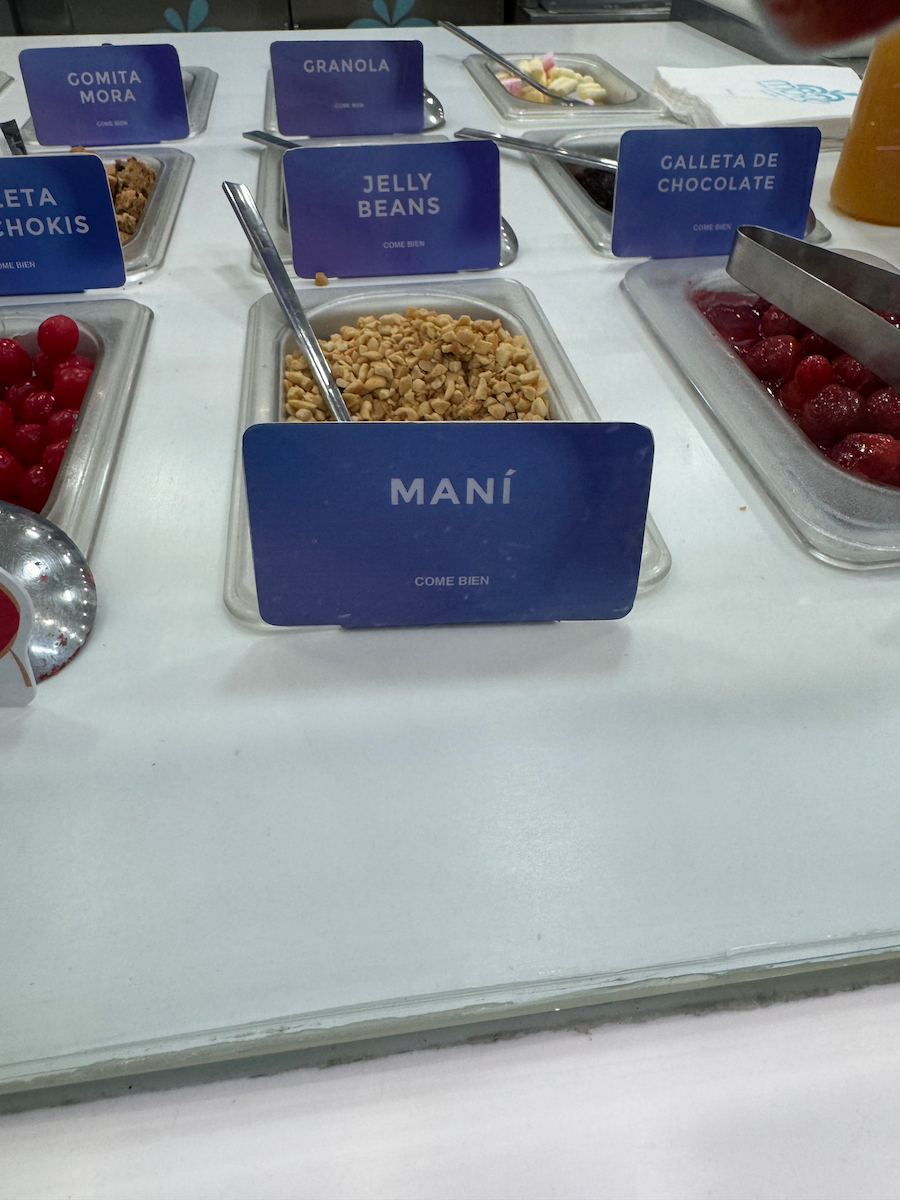 GOMITA
MORA
COME BIEN
GRANOLA
COME BIEN
LETA
CHOKIS
OME BIEN
JELLY
BEANS
COME BIEN
GALLETA DE
CHOCOLATE
COME BIEN
MANÍ
COME BIEN